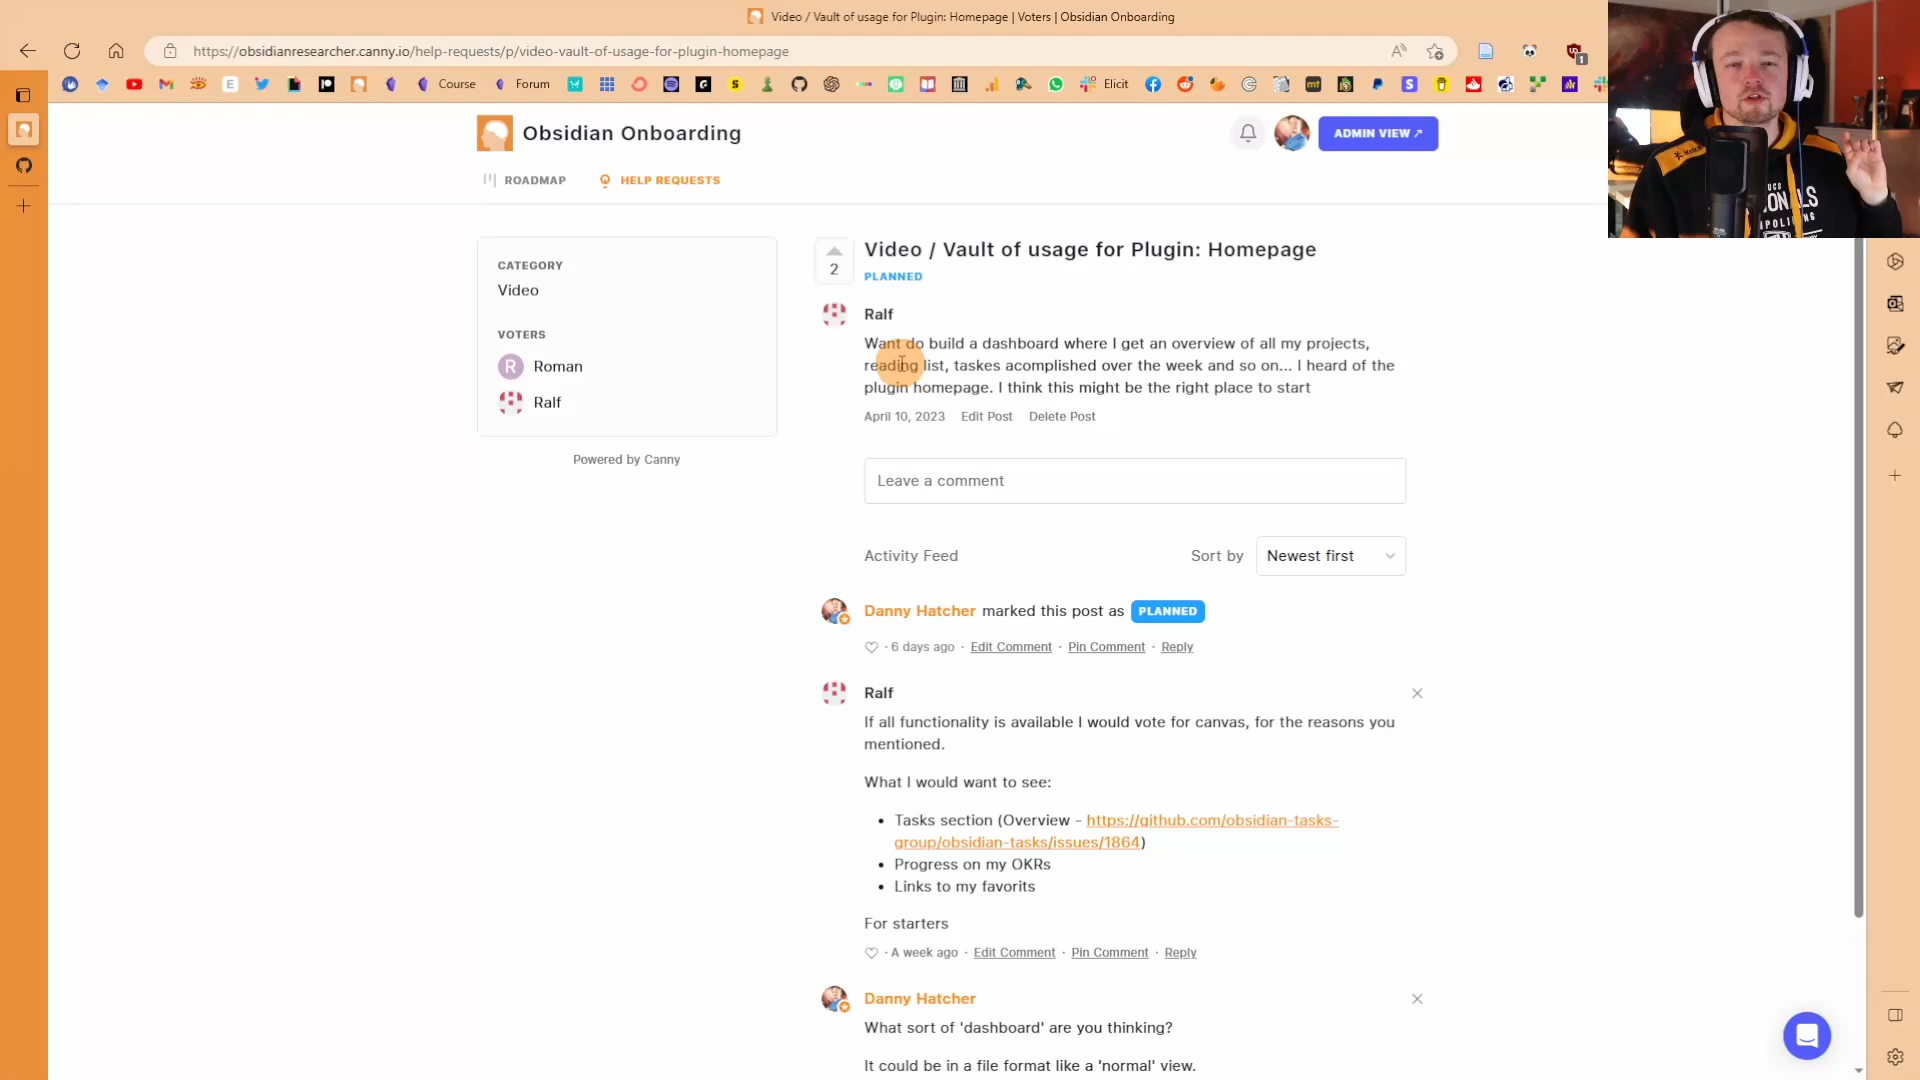 Video / Vault of usage for Plugin: Homepage | Voters | Obsidian Onboarding
https://obsidianresearcher.canny.io/help-requests/p/video-vault-of-usage-for-plugin-homepage
Course
Forum
Elicit
Obsidian Onboarding
ADMIN VIEW ↗
ROADMAP
HELP REQUESTS
CATEGORY
Video
VOTERS
R Roman
Ralf
Powered by Canny
2
Video / Vault of usage for Plugin: Homepage
PLANNED
Ralf
Want do build a dashboard where I get an overview of all my projects,
reading list, taskes acomplished over the week and so on... I heard of the
plugin homepage. I think this might be the right place to start
April 10, 2023 Edit Post Delete Post
Leave a comment
Activity Feed
Sort by Newest first
Danny Hatcher marked this post as PLANNED
· 6 days ago · Edit Comment · Pin Comment · Reply
Ralf
If all functionality is available I would vote for canvas, for the reasons you
mentioned.
What I would want to see:
• Tasks section (Overview - https://github.com/obsidian-tasks-
group/obsidian-tasks/issues/1864)
• Progress on my OKRs
• Links to my favorits
For starters
· A week ago · Edit Comment · Pin Comment · Reply
Danny Hatcher
What sort of 'dashboard' are you thinking?
It could be in a file format like a 'normal' view.